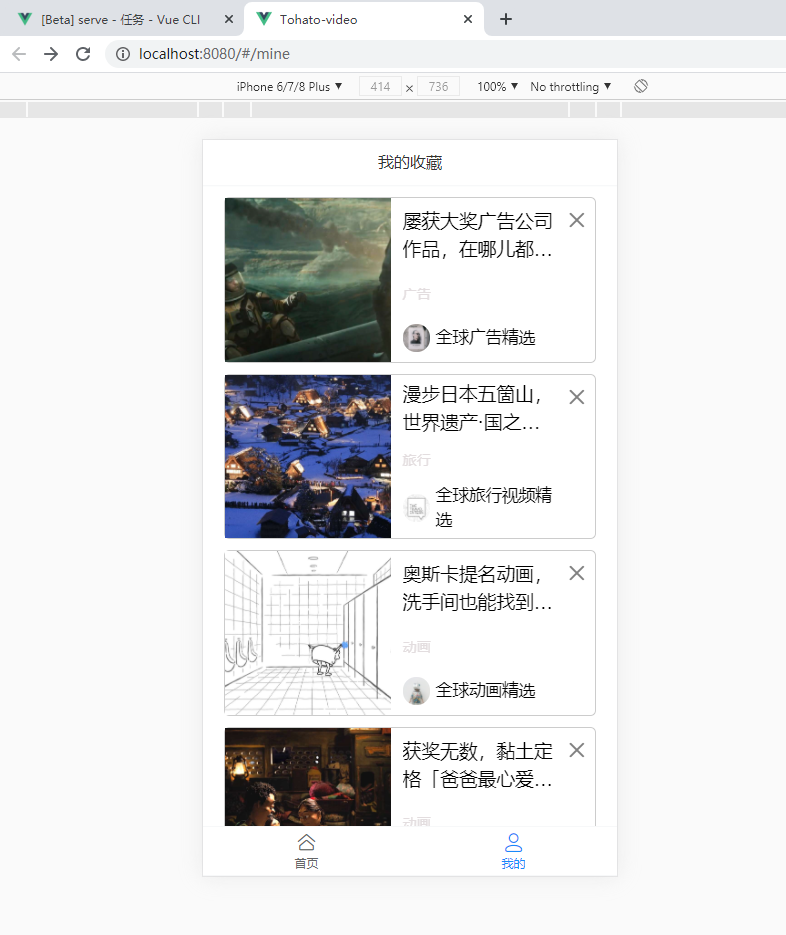 [Beta] serve - 任务 - Vue CLI
Tohato-video
localhost:8080/#/mine
iPhone 6/7/8 Plus ▼
414 × 736
100% ▼
No throttling ▼
我的收藏
屡获大奖广告公司
作品，在哪儿都...
广告
全球广告精选
漫步日本五箇山，
世界遗产·国之...
旅行
全球旅行视频精
选
奥斯卡提名动画，
洗手间也能找到...
动画
全球动画精选
获奖无数，黏土定
格「爸爸最心爱...
动画
首页
我的